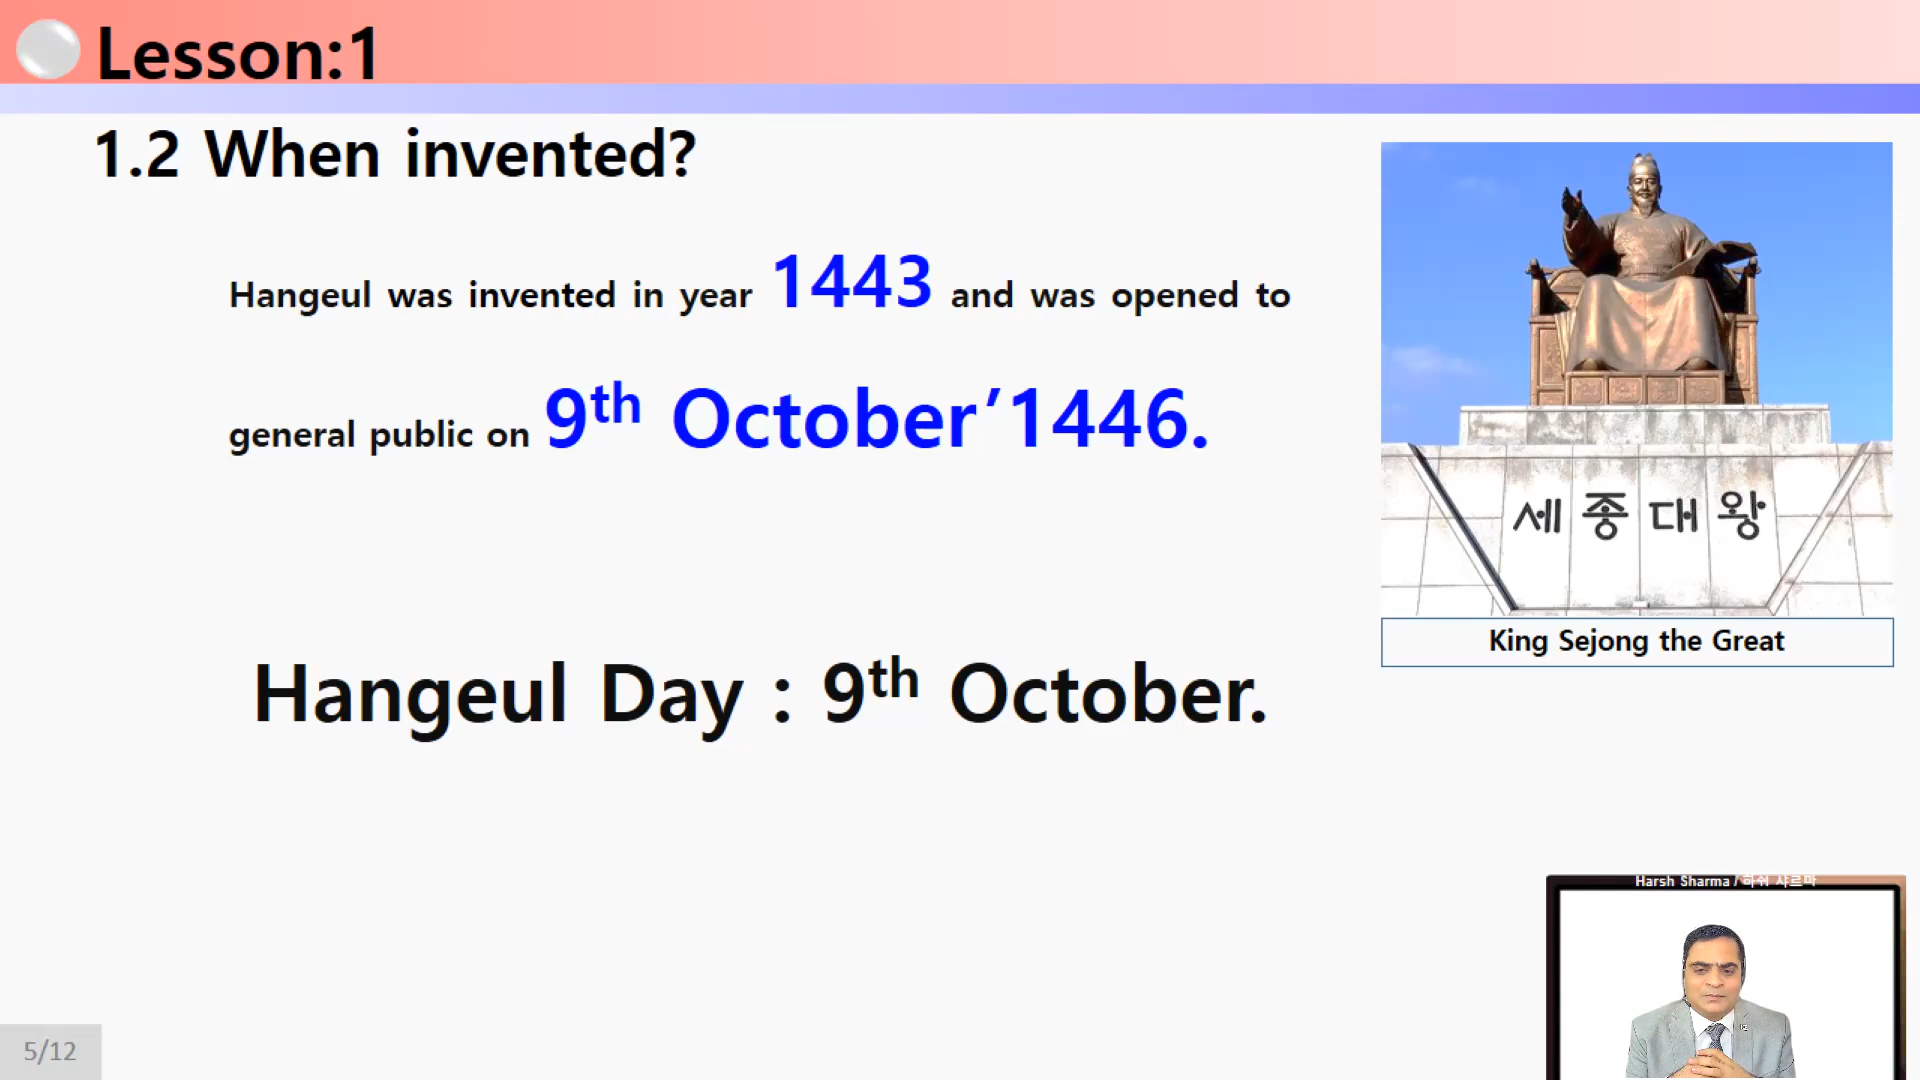 Lesson:1
1.2 When invented?
Hangeul was invented in year 1443 and was opened to
general public on 9th October’1446.
세종대왕
King Sejong the Great
Hangeul Day : 9th October.
Harsh Sharma / 하쉬 샤르마
5/12